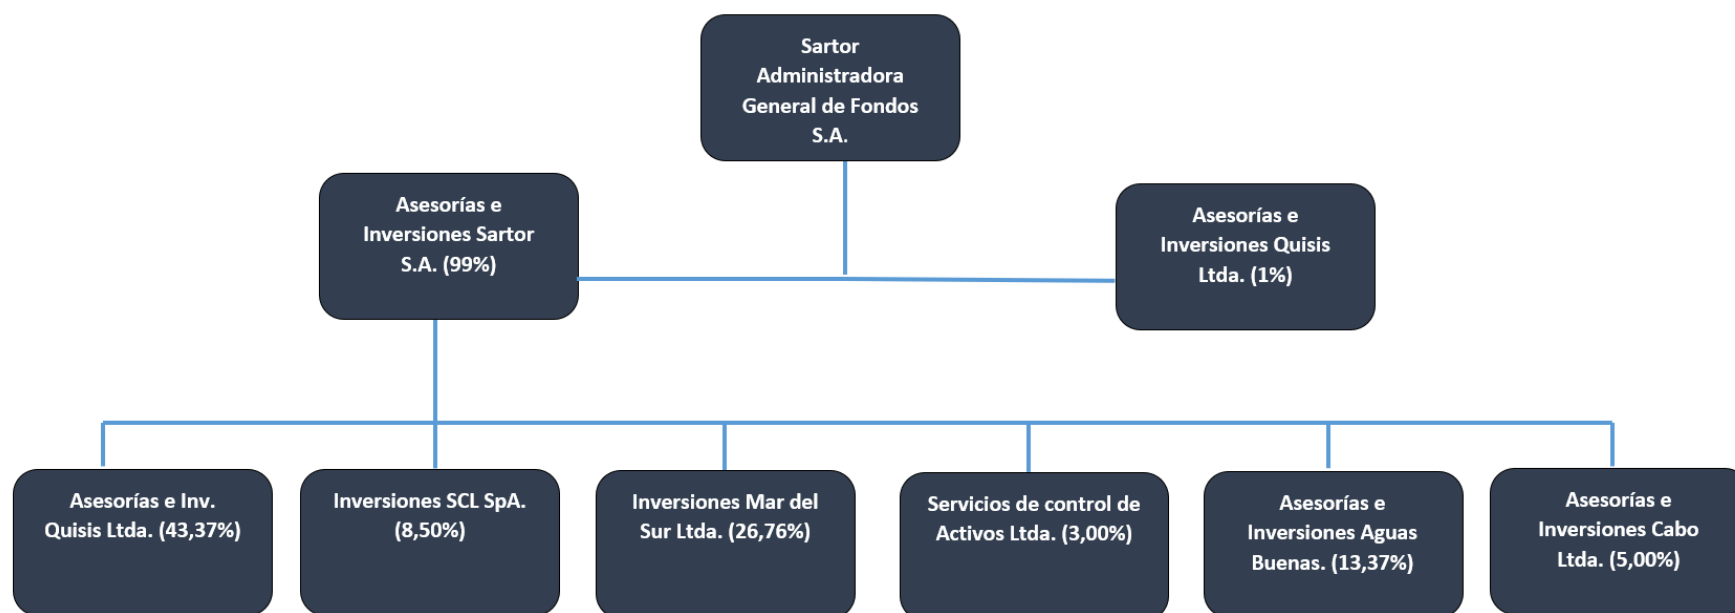 Sartor
Administradora
General de Fondos
S.A.
Asesorías e
Inversiones Sartor
S.A. (99%)
Asesorías e
Inversiones Quisis
Ltda. (1%)
Asesorías e Inv.
Quisis Ltda. (43,37%)
Inversiones SCL SpA.
(8,50%)
Inversiones Mar del
Sur Ltda. (26,76%)
Servicios de control de
Activos Ltda. (3,00%)
Asesorías e
Inversiones Aguas
Buenas. (13,37%)
Asesorías e
Inversiones Cabo
Ltda. (5,00%)